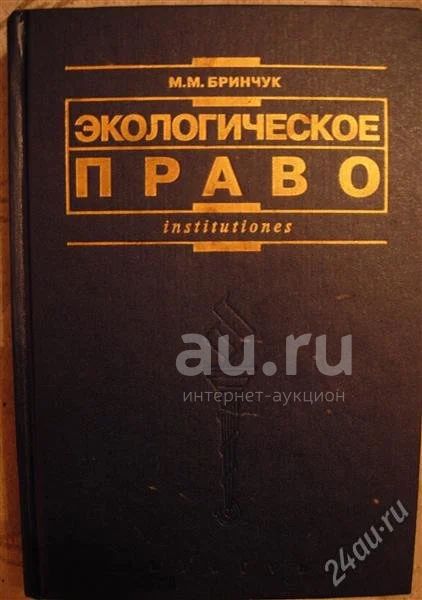 М.М. БРИНЧУК
ЭКОЛОГИЧЕСКОЕ
ПРАВО
institutiones
au.ru
интернет-аукцион
24au.ru